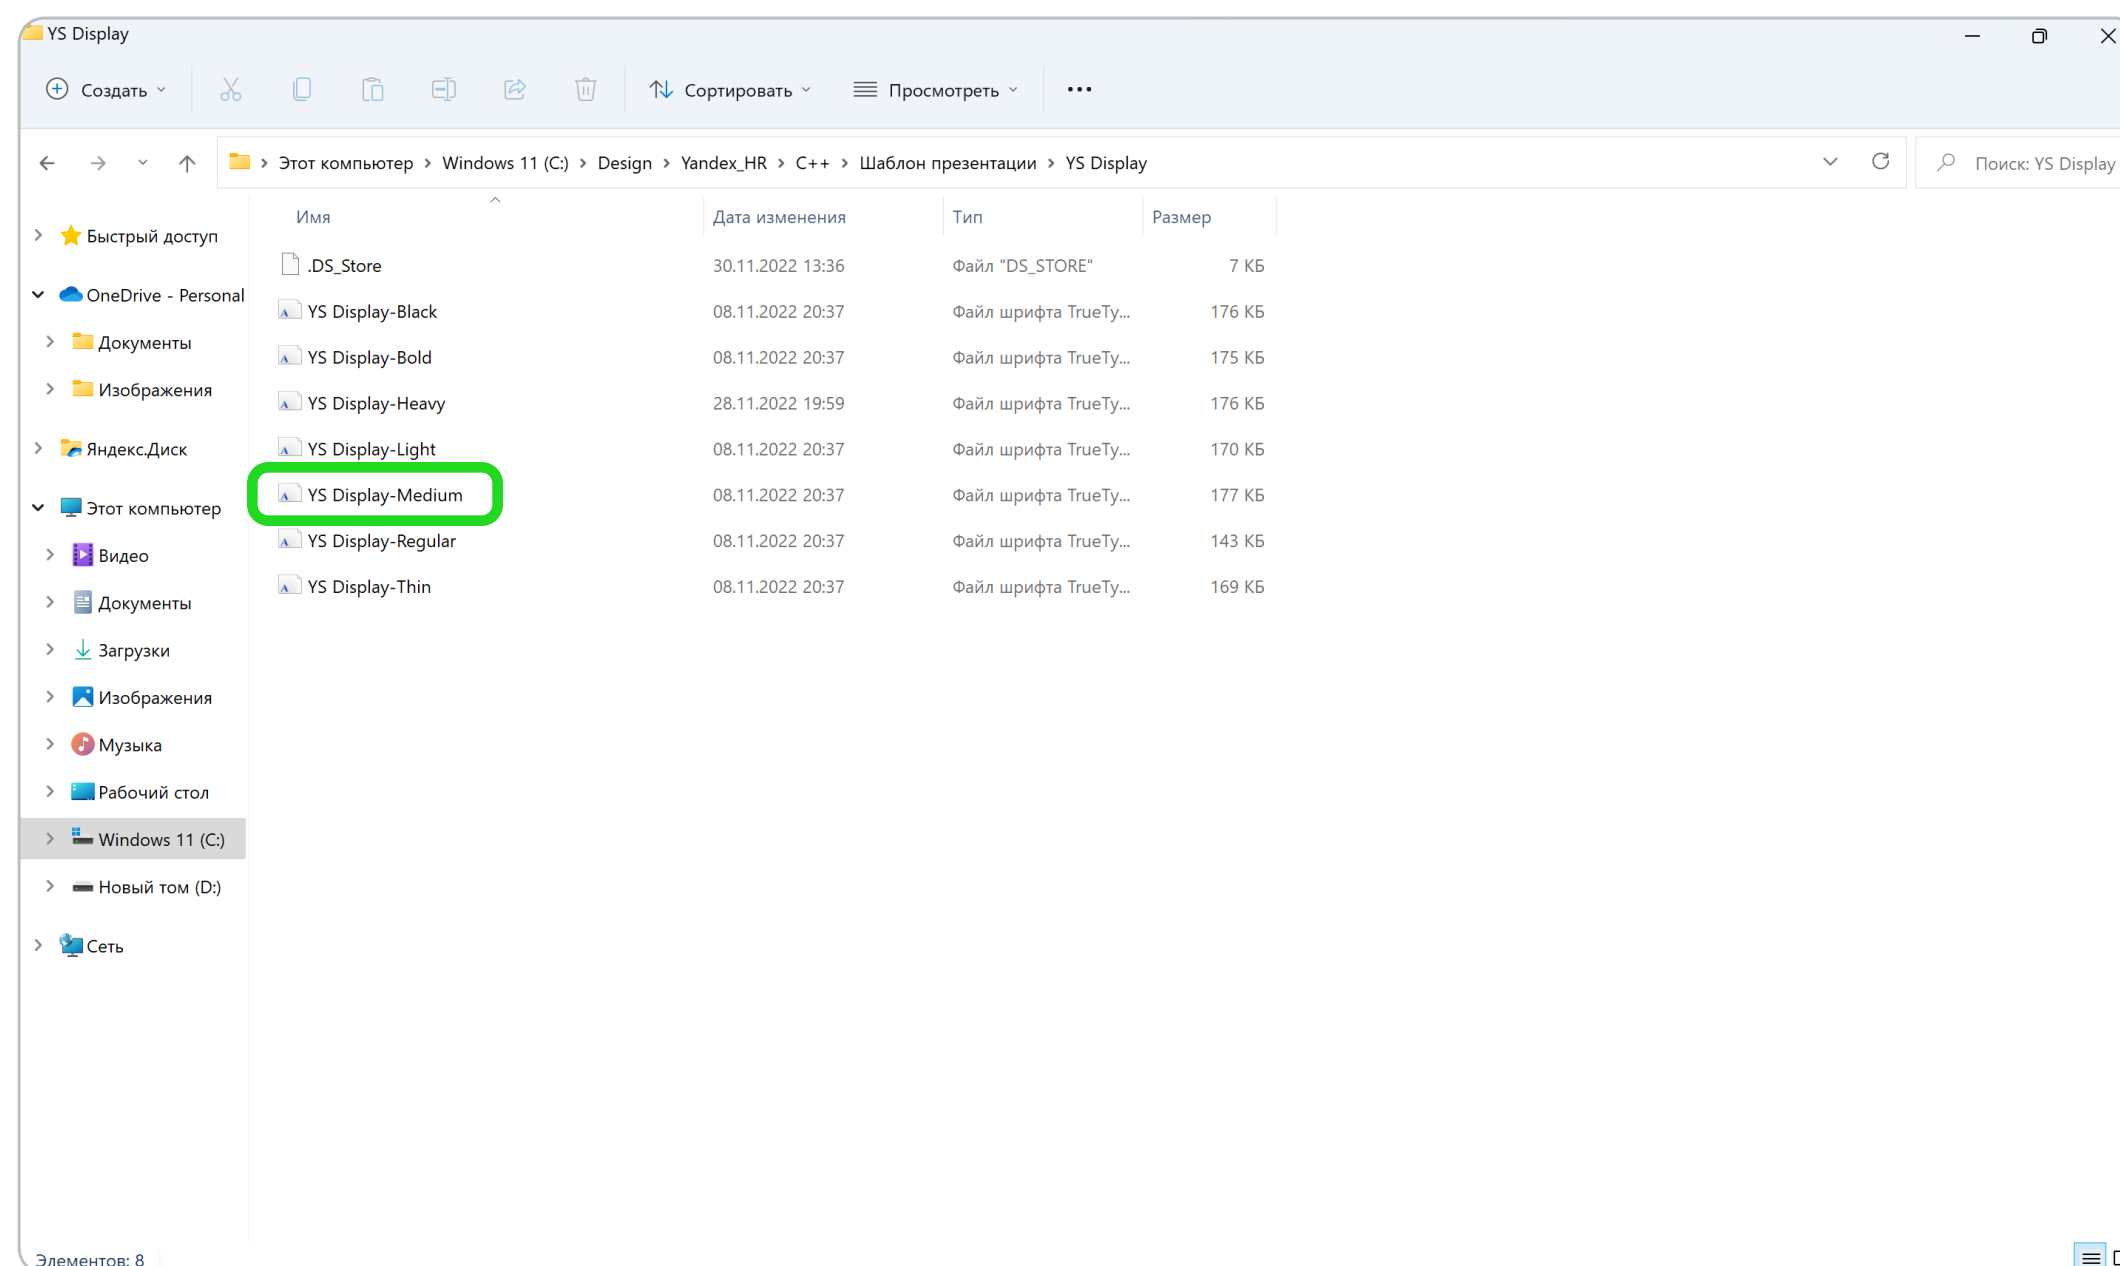 YS Display
Создать
Сортировать
Просмотреть
Этот компьютер > Windows 11 (C:) > Design > Yandex_HR > C++ > Шаблон презентации > YS Display
Поиск: YS Display
Имя Дата изменения Тип Размер
.DS_Store 30.11.2022 13:36 Файл "DS_STORE" 7 КБ
YS Display-Black 08.11.2022 20:37 Файл шрифта TrueTy... 176 КБ
YS Display-Bold 08.11.2022 20:37 Файл шрифта TrueTy... 175 КБ
YS Display-Heavy 28.11.2022 19:59 Файл шрифта TrueTy... 176 КБ
YS Display-Light 08.11.2022 20:37 Файл шрифта TrueTy... 170 КБ
YS Display-Medium 08.11.2022 20:37 Файл шрифта TrueTy... 177 КБ
YS Display-Regular 08.11.2022 20:37 Файл шрифта TrueTy... 143 КБ
YS Display-Thin 08.11.2022 20:37 Файл шрифта TrueTy... 169 КБ
Быстрый доступ
OneDrive - Personal
Документы
Изображения
Яндекс.Диск
Этот компьютер
Видео
Документы
Загрузки
Изображения
Музыка
Рабочий стол
Windows 11 (C:)
Новый том (D:)
Сеть
Элементов: 8